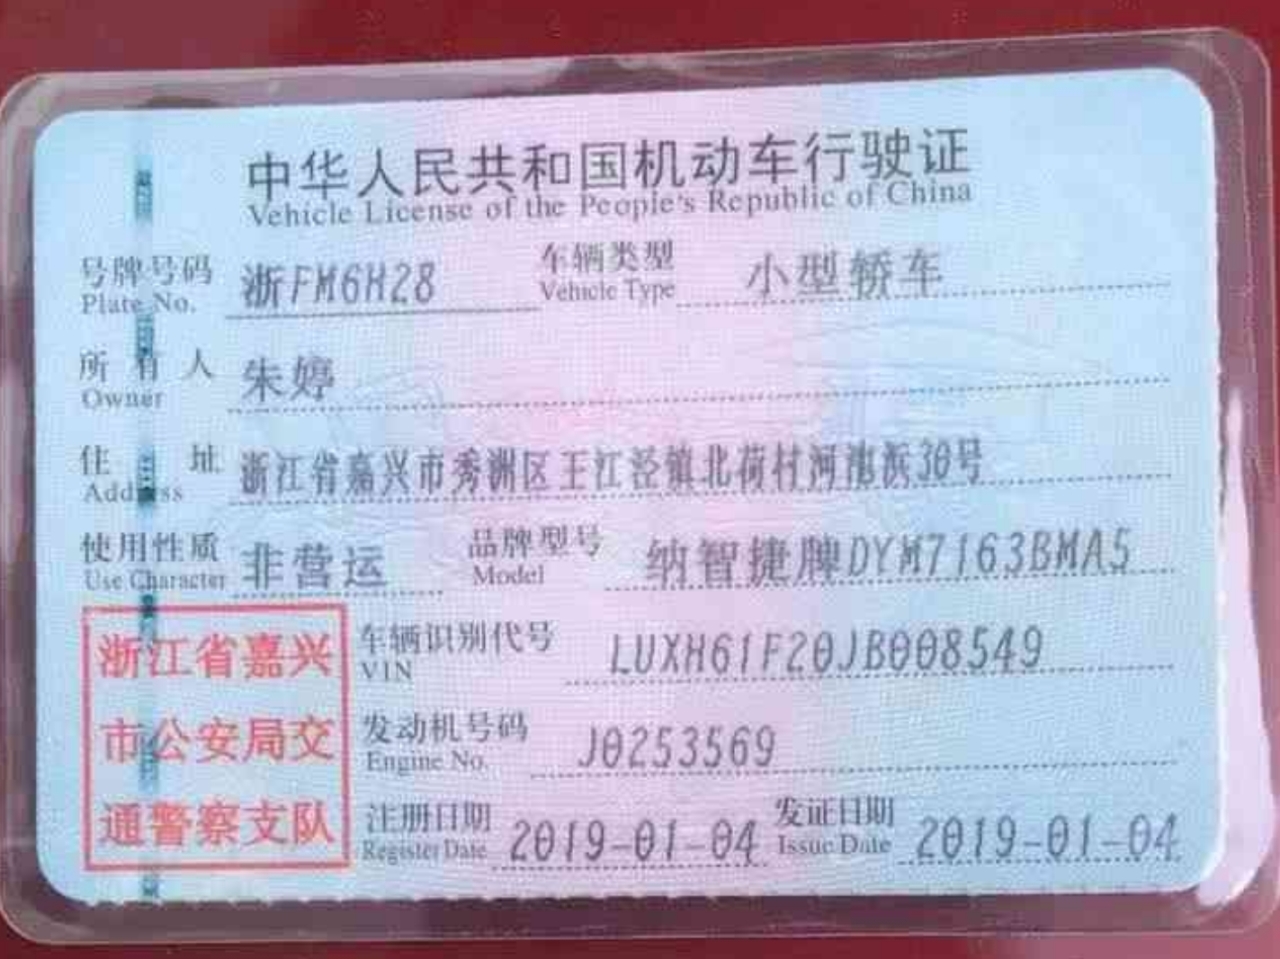 中华人民共和国机动车行驶证
Vehicle License of the People's Republic of China
号牌号码 浙FM6H28 车辆类型 小型轿车
Plate No. Vehicle Type
所有人 朱婷
Owner
住址 浙江省嘉兴市秀洲区王江泾镇北荷村河池浜30号
Address
使用性质 非营运 品牌型号 纳智捷牌DYM7163BMA5
Use Character Model
浙江省嘉兴
市公安局交
通警察支队
车辆识别代号 LUXH61F20JB008549
VIN
发动机号码 J0253569
Engine No.
注册日期 2019-01-04 发证日期 2019-01-04
Register Date Issue Date